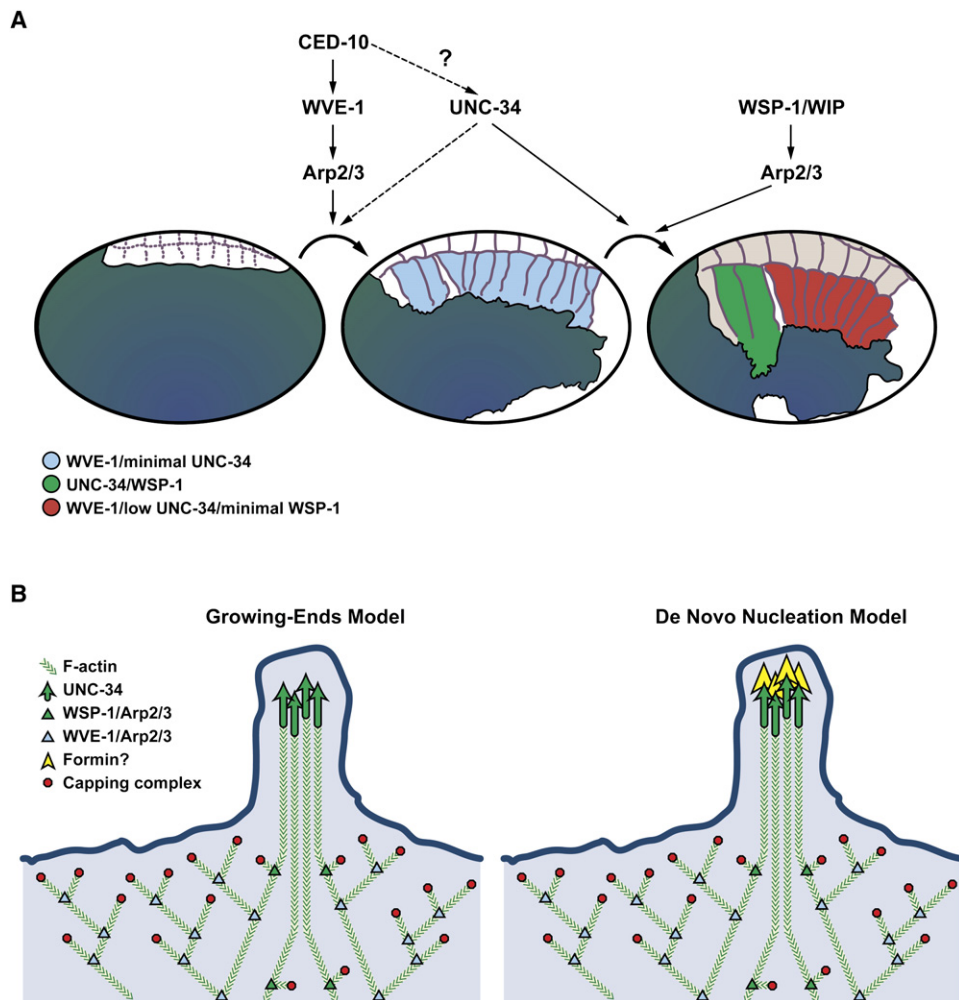 A
CED-10
?
WVE-1
UNC-34
WSP-1/WIP
Arp2/3
Arp2/3
WVE-1/minimal UNC-34
UNC-34/WSP-1
WVE-1/low UNC-34/minimal WSP-1
B
Growing-Ends Model
De Novo Nucleation Model
F-actin
UNC-34
WSP-1/Arp2/3
WVE-1/Arp2/3
Formin?
Capping complex